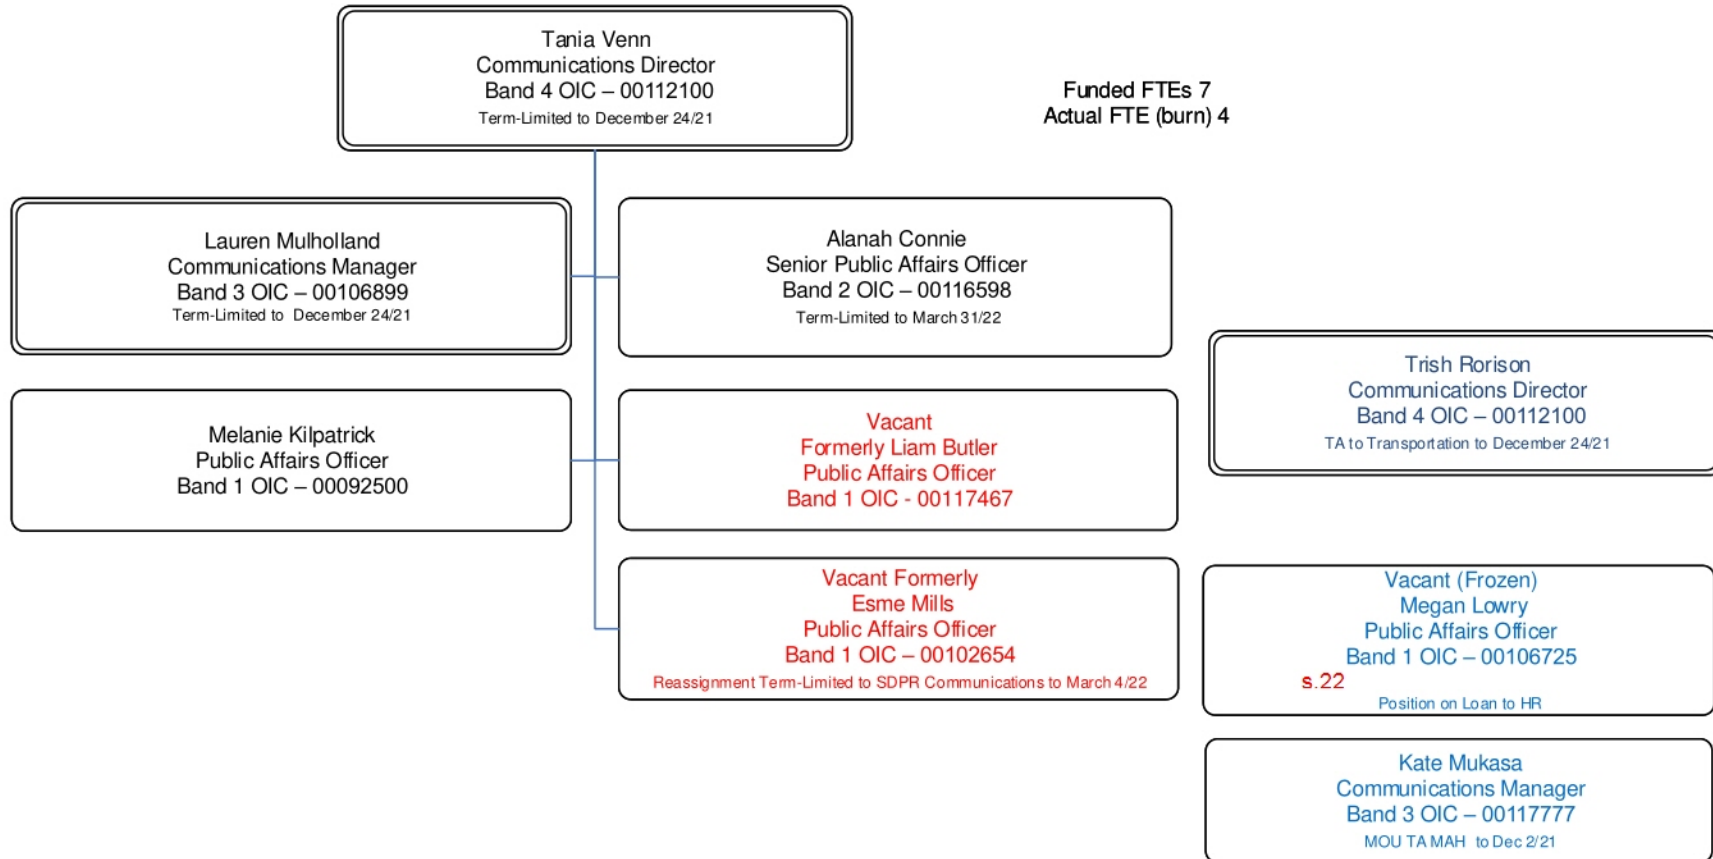 Tania Venn
Communications Director
Band 4 OIC – 00112100
Term-Limited to December 24/21
Funded FTEs 7
Actual FTE (burn) 4
Lauren Mulholland
Communications Manager
Band 3 OIC – 00106899
Term-Limited to December 24/21
Alanah Connie
Senior Public Affairs Officer
Band 2 OIC – 00116598
Term-Limited to March 31/22
Trish Rorison
Communications Director
Band 4 OIC – 00112100
TA to Transportation to December 24/21
Melanie Kilpatrick
Public Affairs Officer
Band 1 OIC – 00092500
Vacant
Formerly Liam Butler
Public Affairs Officer
Band 1 OIC - 00117467
Vacant Formerly
Esme Mills
Public Affairs Officer
Band 1 OIC – 00102654
Reassignment Term-Limited to SDPR Communications to March 4/22
Vacant (Frozen)
Megan Lowry
Public Affairs Officer
Band 1 OIC – 00106725
s.22
Position on Loan to HR
Kate Mukasa
Communications Manager
Band 3 OIC – 00117777
MOU TA MAH to Dec 2/21